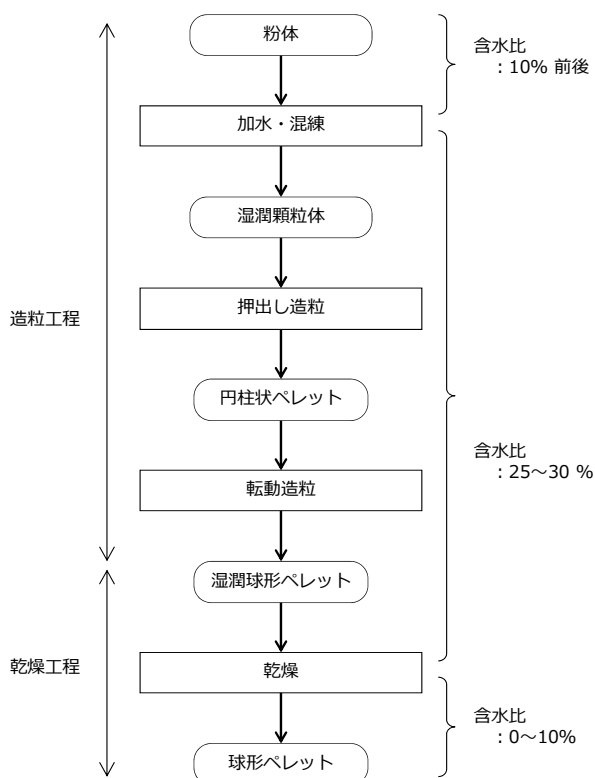 粉体
含水比
：10% 前後
加水・混練
湿潤顆粒体
押出し造粒
造粒工程
円柱状ペレット
含水比
：25～30 %
転動造粒
湿潤球形ペレット
乾燥工程
乾燥
含水比
：0～10%
球形ペレット